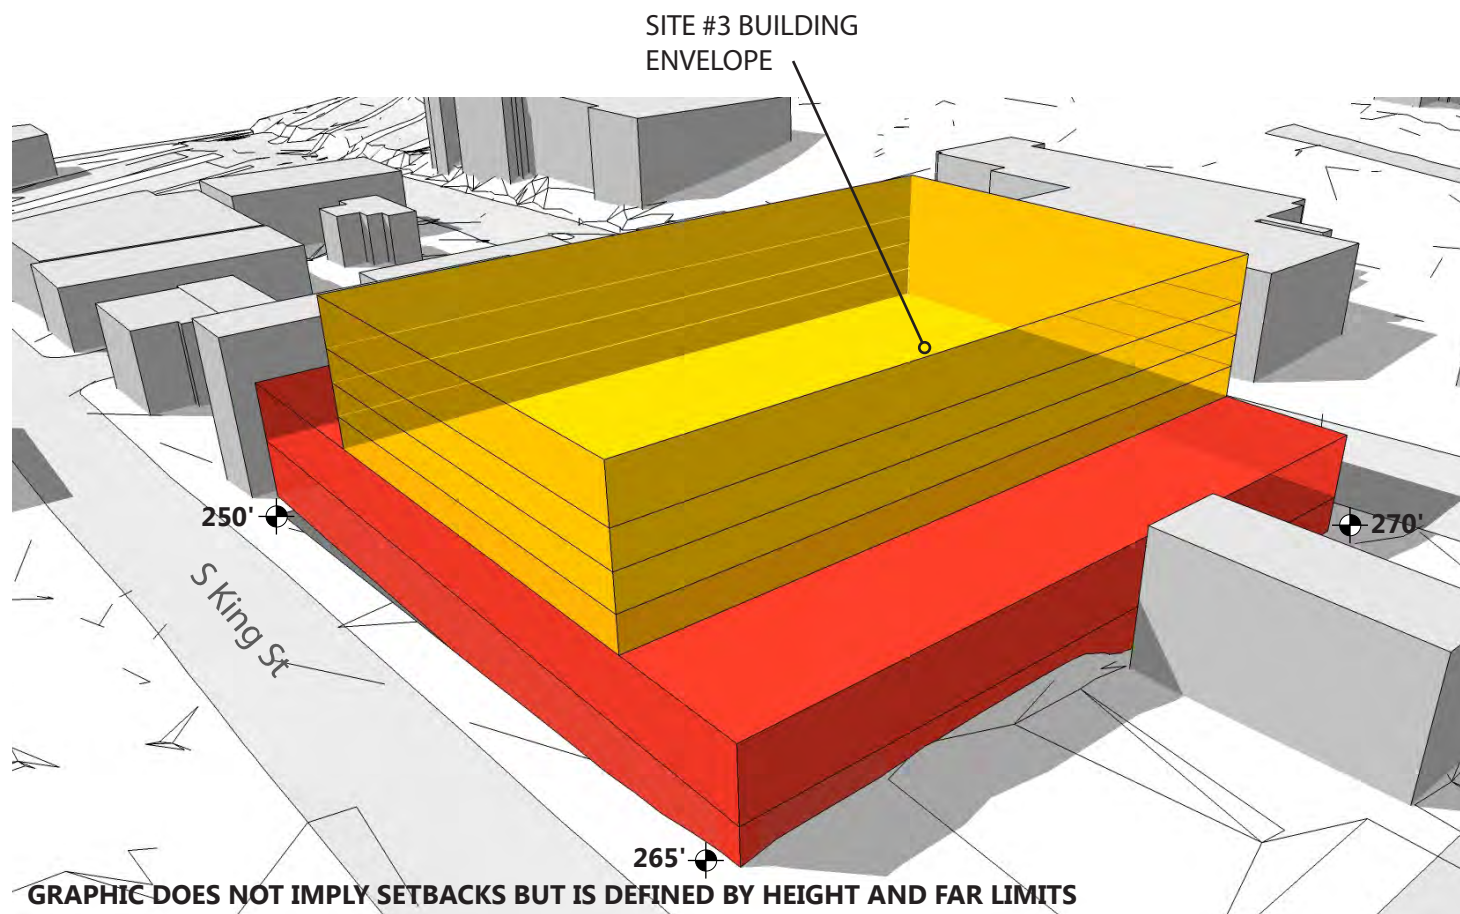 SITE #3 BUILDING
ENVELOPE
250'
270'
S King St
265'
GRAPHIC DOES NOT IMPLY SETBACKS BUT IS DEFINED BY HEIGHT AND FAR LIMITS